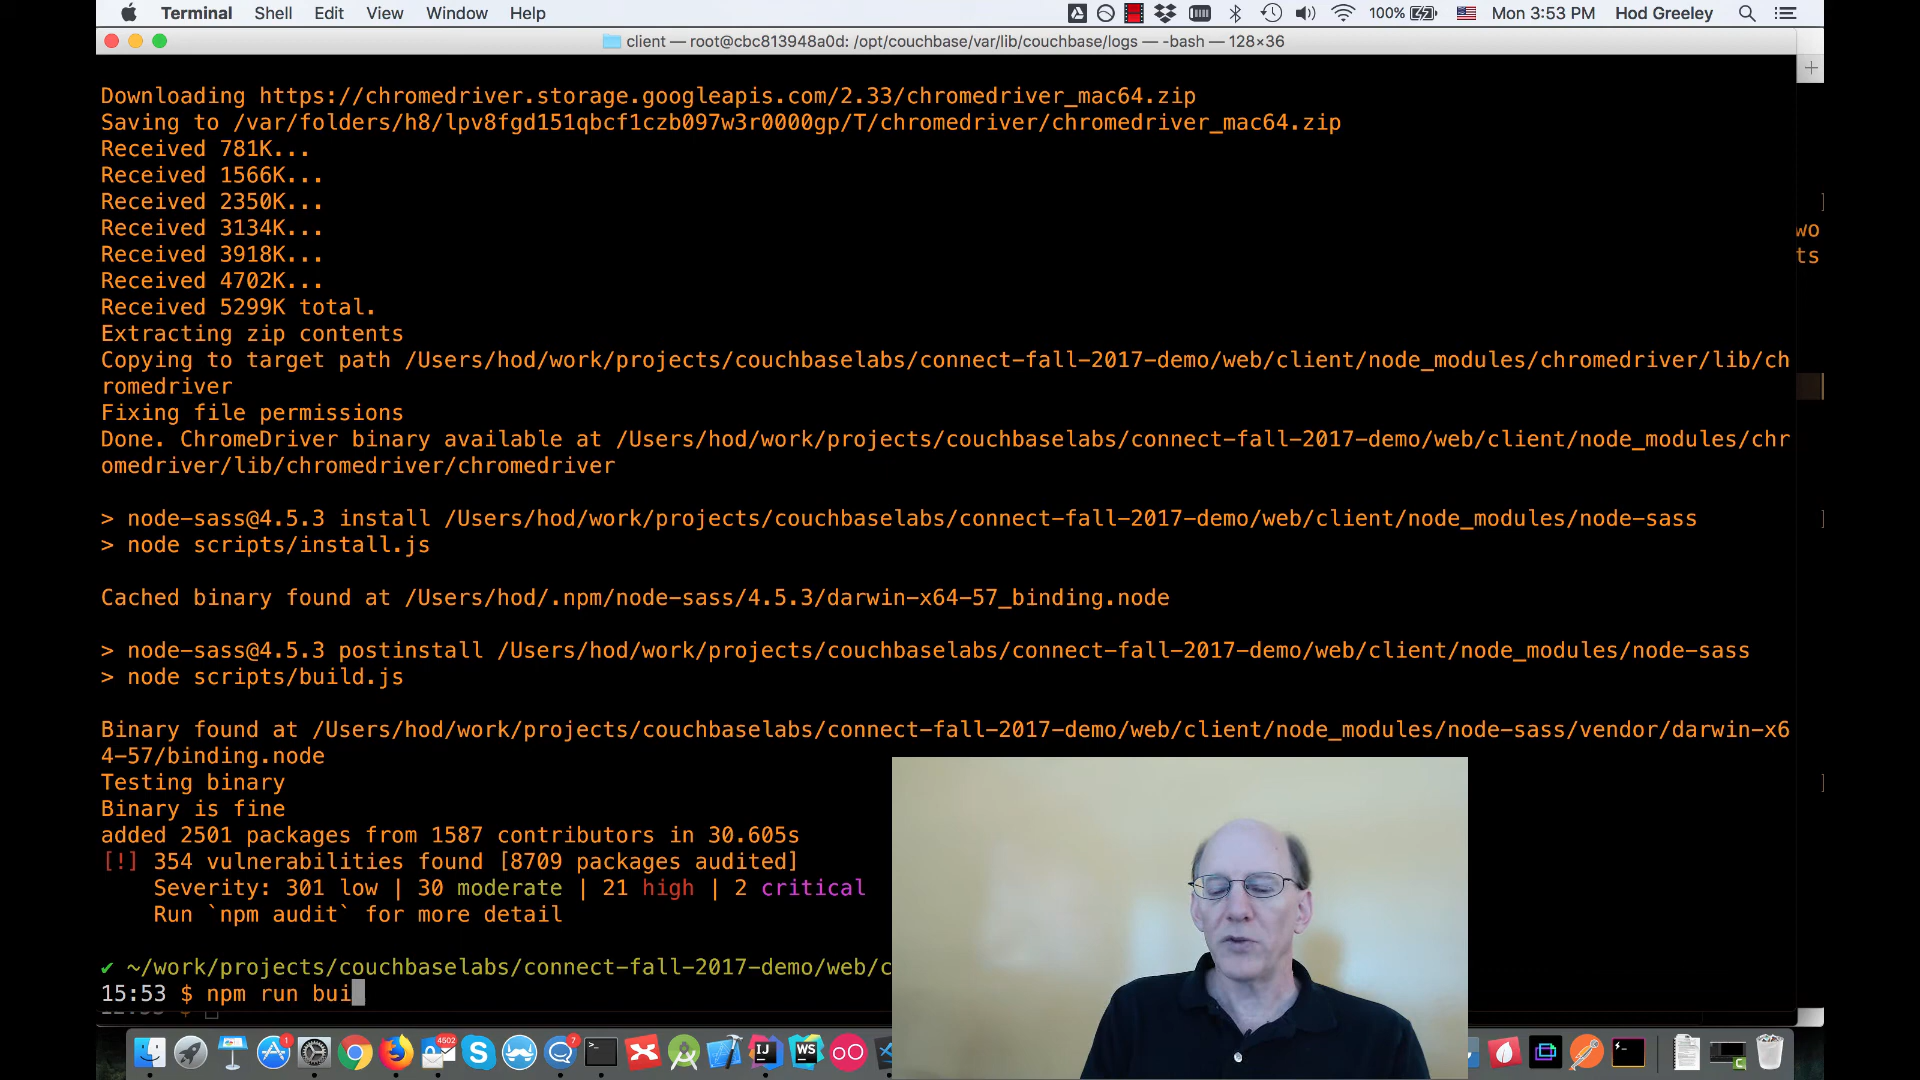 Terminal Shell Edit View Window Help 100% Mon 3:53 PM Hod Greeley
client — root@cbc813948a0d: /opt/couchbase/var/lib/couchbase/logs — -bash — 128×36
Downloading https://chromedriver.storage.googleapis.com/2.33/chromedriver_mac64.zip
Saving to /var/folders/h8/lpv8fgd151qbcf1czb097w3r0000gp/T/chromedriver/chromedriver_mac64.zip
Received 781K...
Received 1566K...
Received 2350K...
Received 3134K...
Received 3918K...
Received 4702K...
Received 5299K total.
Extracting zip contents
Copying to target path /Users/hod/work/projects/couchbaselabs/connect-fall-2017-demo/web/client/node_modules/chromedriver/lib/ch
romedriver
Fixing file permissions
Done. ChromeDriver binary available at /Users/hod/work/projects/couchbaselabs/connect-fall-2017-demo/web/client/node_modules/chr
omedriver/lib/chromedriver/chromedriver
> node-sass@4.5.3 install /Users/hod/work/projects/couchbaselabs/connect-fall-2017-demo/web/client/node_modules/node-sass
> node scripts/install.js
Cached binary found at /Users/hod/.npm/node-sass/4.5.3/darwin-x64-57_binding.node
> node-sass@4.5.3 postinstall /Users/hod/work/projects/couchbaselabs/connect-fall-2017-demo/web/client/node_modules/node-sass
> node scripts/build.js
Binary found at /Users/hod/work/projects/couchbaselabs/connect-fall-2017-demo/web/client/node_modules/node-sass/vendor/darwin-x6
4-57/binding.node
Testing binary
Binary is fine
added 2501 packages from 1587 contributors in 30.605s
[!] 354 vulnerabilities found [8709 packages audited]
Severity: 301 low | 30 moderate | 21 high | 2 critical
Run `npm audit` for more detail
✔ ~/work/projects/couchbaselabs/connect-fall-2017-demo/web/c
15:53 $ npm run bui
wo
ts
1
4602
7
IJ
WS